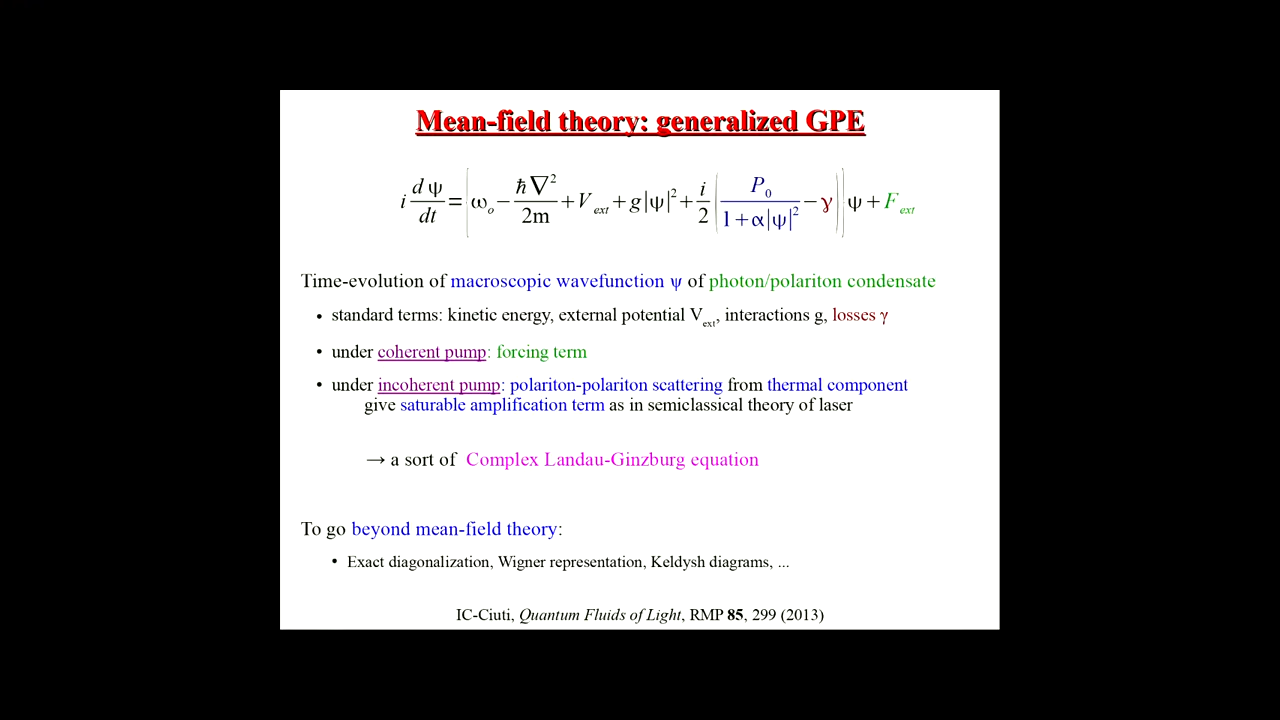 Mean-field theory: generalized GPE
i dψ/dt = [ω_o − ħ∇²/2m + V_ext + g|ψ|² + i/2 (P_0/(1+α|ψ|²) − γ)] ψ + F_ext
Time-evolution of macroscopic wavefunction ψ of photon/polariton condensate
• standard terms: kinetic energy, external potential V_ext, interactions g, losses γ
• under coherent pump: forcing term
• under incoherent pump: polariton-polariton scattering from thermal component
give saturable amplification term as in semiclassical theory of laser
→ a sort of Complex Landau-Ginzburg equation
To go beyond mean-field theory:
• Exact diagonalization, Wigner representation, Keldysh diagrams, ...
IC-Ciuti, Quantum Fluids of Light, RMP 85, 299 (2013)